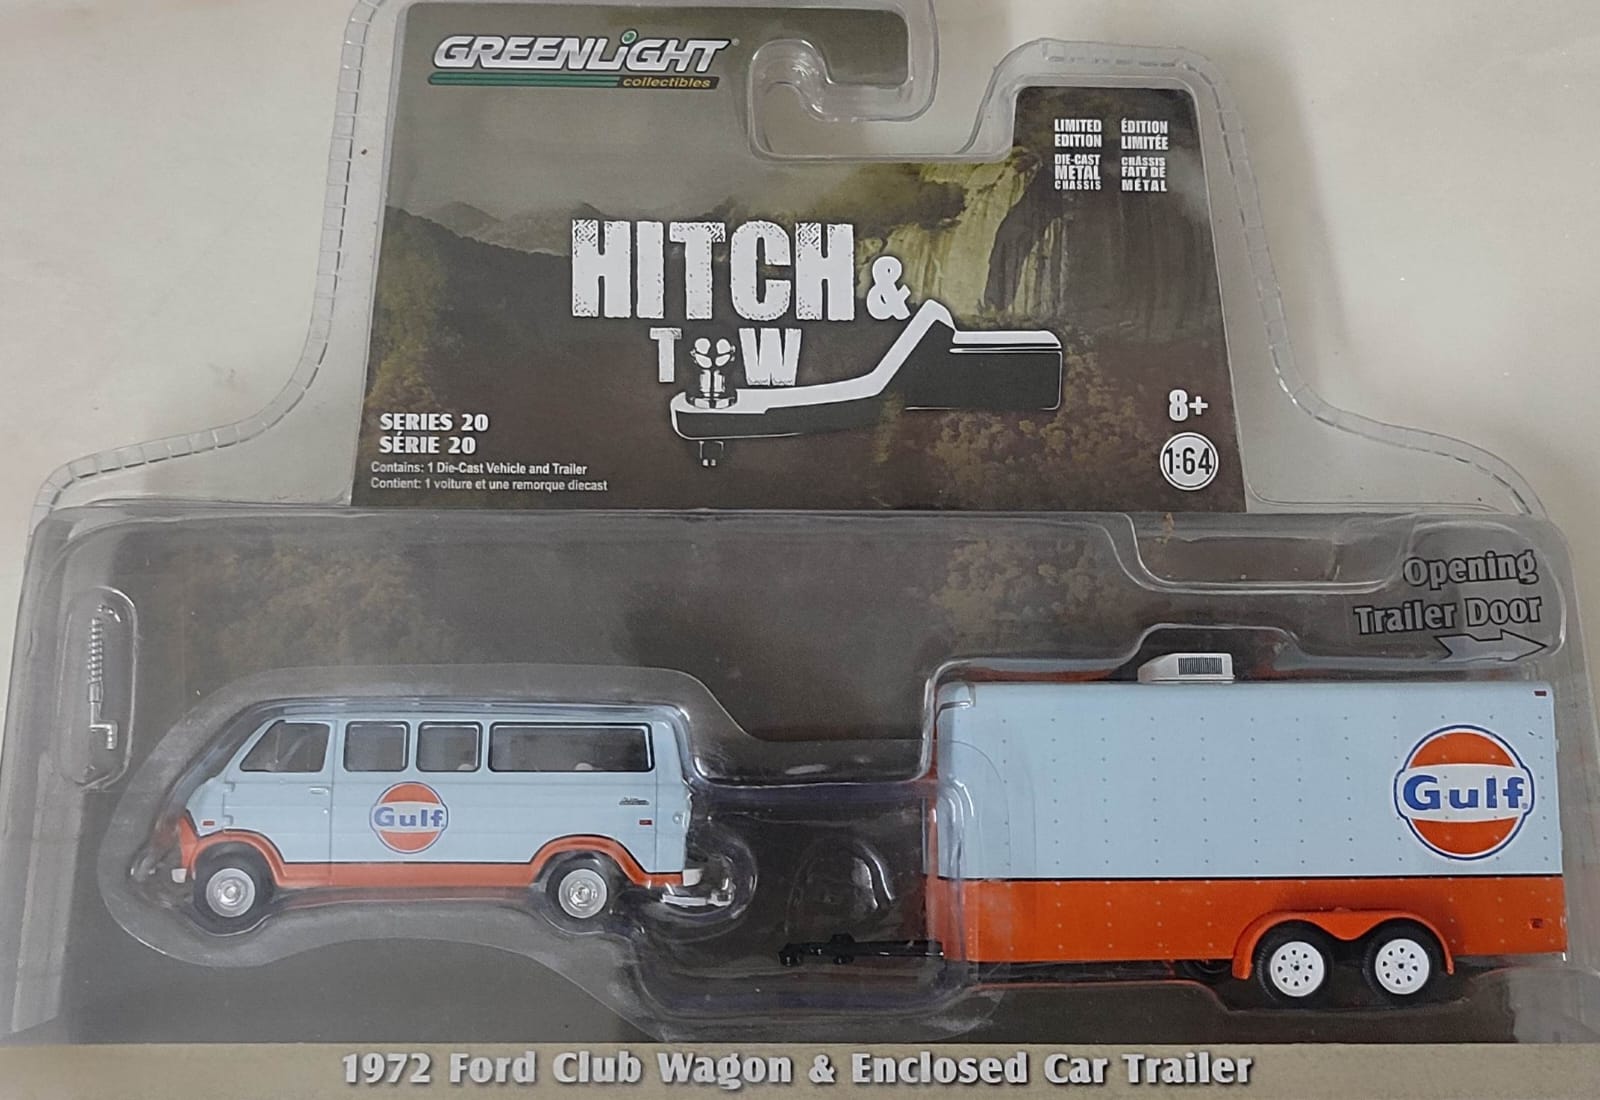 GREENLIGHT
collectibles
LIMITED EDITION
ÉDITION LIMITÉE
DIE-CAST METAL CHASSIS
CHÂSSIS FAIT DE MÉTAL
HITCH &
TOW
SERIES 20
SÉRIE 20
Contains: 1 Die-Cast Vehicle and Trailer
Contient: 1 voiture et une remorque diecast
8+
1:64
Opening
Trailer Door
Gulf
Gulf
1972 Ford Club Wagon & Enclosed Car Trailer